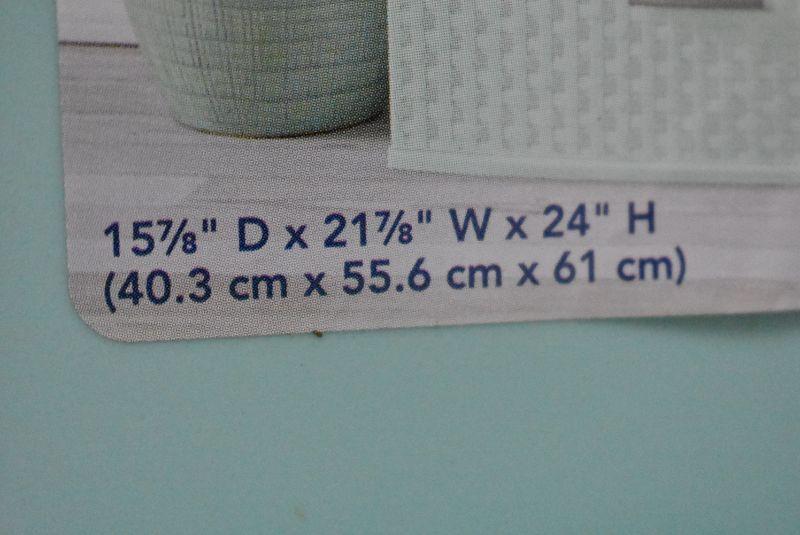 15⅞" D x 21⅞" W x 24" H
(40.3 cm x 55.6 cm x 61 cm)